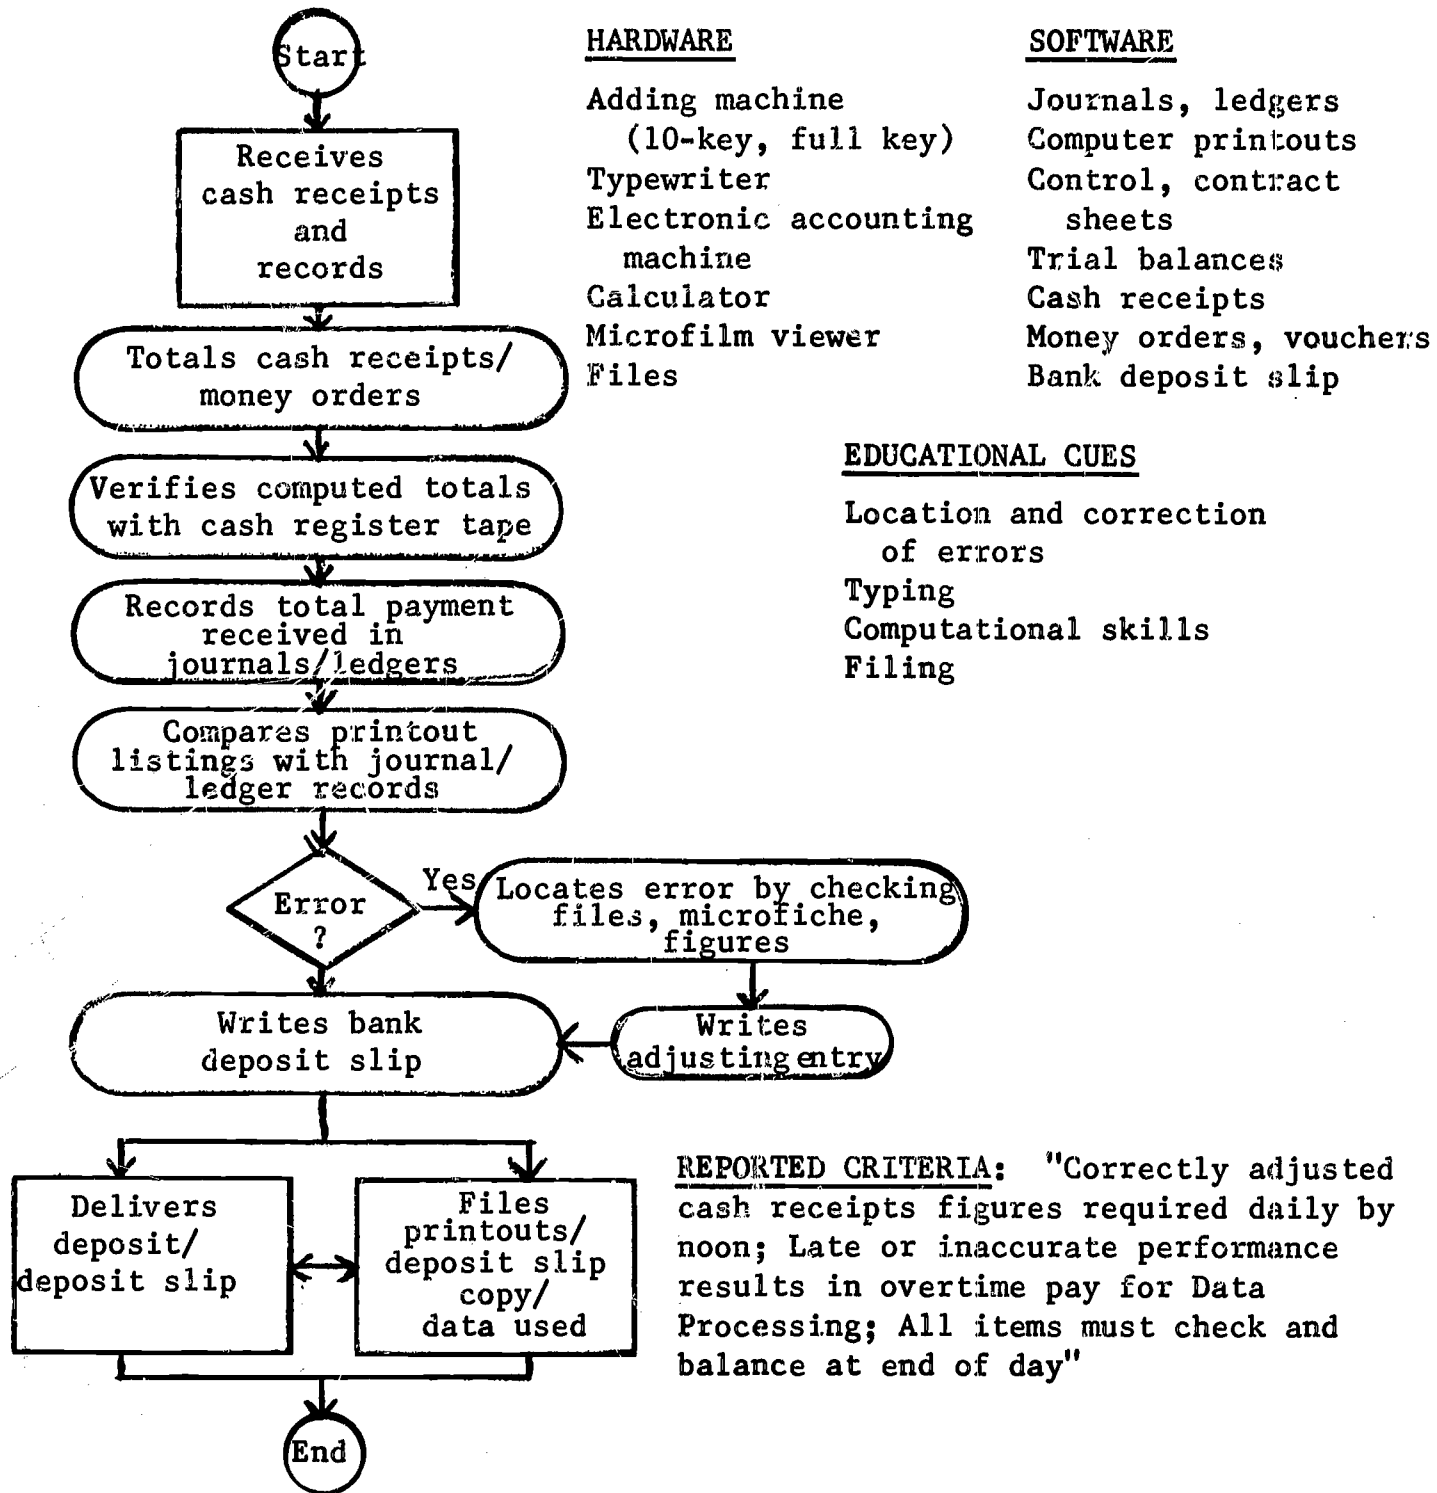 Start
Receives
cash receipts
and
records
Totals cash receipts/
money orders
Verifies computed totals
with cash register tape
Records total payment
received in
journals/ledgers
Compares printout
listings with journal/
ledger records
Error
?
Yes
Locates error by checking
files, microfiche,
figures
Writes
adjusting entry
Writes bank
deposit slip
Delivers
deposit/
deposit slip
Files
printouts/
deposit slip
copy/
data used
End
HARDWARE
Adding machine
(10-key, full key)
Typewriter
Electronic accounting
machine
Calculator
Microfilm viewer
Files
SOFTWARE
Journals, ledgers
Computer printouts
Control, contract
sheets
Trial balances
Cash receipts
Money orders, vouchers
Bank deposit slip
EDUCATIONAL CUES
Location and correction
of errors
Typing
Computational skills
Filing
REPORTED CRITERIA: "Correctly adjusted
cash receipts figures required daily by
noon; Late or inaccurate performance
results in overtime pay for Data
Processing; All items must check and
balance at end of day"